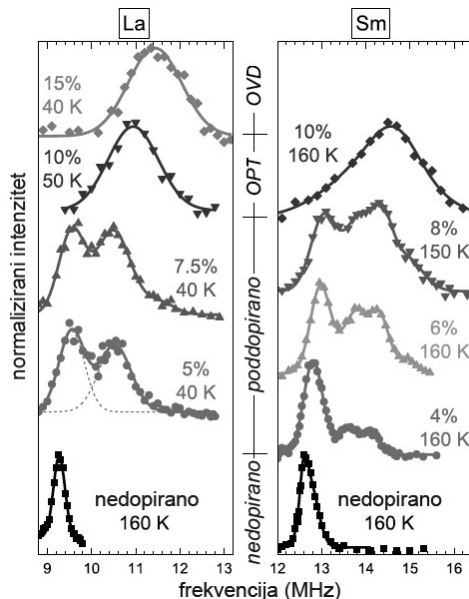 La
Sm
normalizirani intenzitet
15%
40 K
10%
50 K
7.5%
40 K
5%
40 K
nedopirano
160 K
OVD
OPT
poddopirano
nedopirano
10%
160 K
8%
150 K
6%
160 K
4%
160 K
nedopirano
160 K
9 10 11 12 13
12 13 14 15 16
frekvencija (MHz)
frekvencija (MHz)